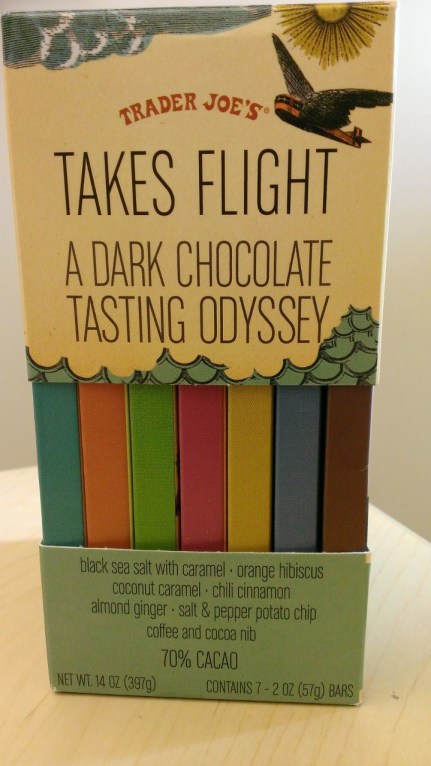 TRADER JOE'S®
TAKES FLIGHT
A DARK CHOCOLATE
TASTING ODYSSEY
black sea salt with caramel · orange hibiscus
coconut caramel · chili cinnamon
almond ginger · salt & pepper potato chip
coffee and cocoa nib
70% CACAO
NET WT. 14 OZ (397g) CONTAINS 7 - 2 OZ (57g) BARS